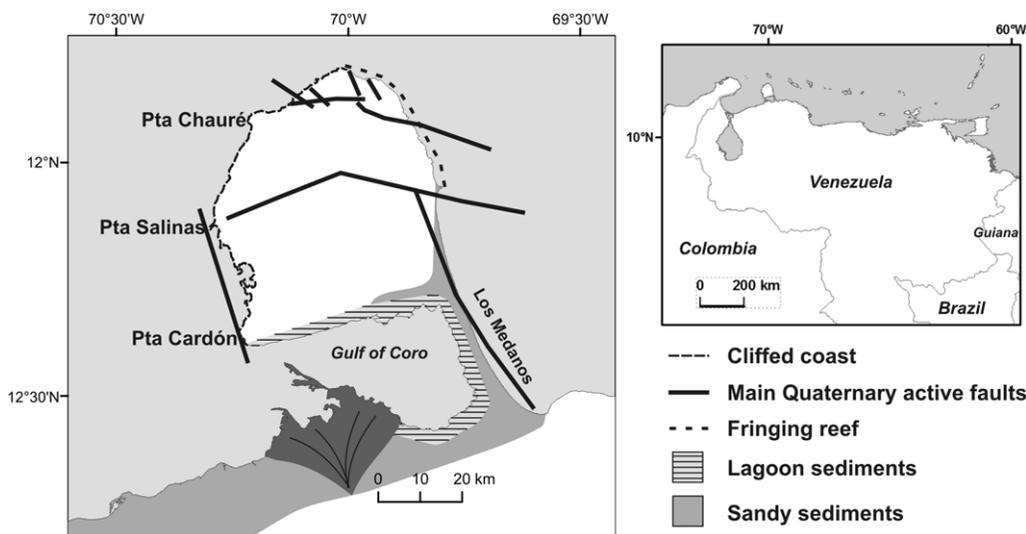 70°30'W
70°W
69°30'W
Pta Chauré
12°N
Pta Salinas
Pta Cardón
Gulf of Coro
Los Medanos
12°30'N
0 10 20 km
70°W
60°W
10°N
Venezuela
Guiana
Colombia
0 200 km
Brazil
Cliffed coast
Main Quaternary active faults
Fringing reef
Lagoon sediments
Sandy sediments